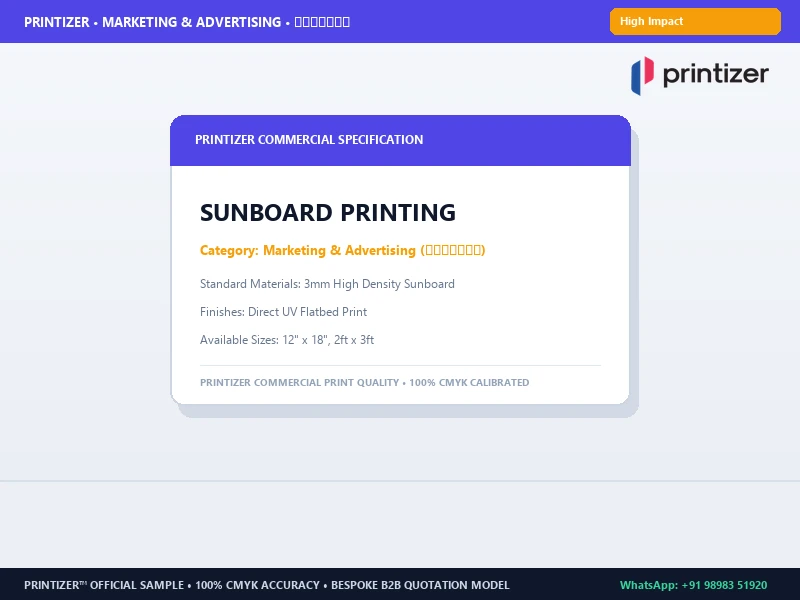 PRINTIZER • MARKETING & ADVERTISING •
High Impact
printizer
PRINTIZER COMMERCIAL SPECIFICATION
SUNBOARD PRINTING
Category: Marketing & Advertising ()
Standard Materials: 3mm High Density Sunboard
Finishes: Direct UV Flatbed Print
Available Sizes: 12" x 18", 2ft x 3ft
PRINTIZER COMMERCIAL PRINT QUALITY • 100% CMYK CALIBRATED
PRINTIZER™ OFFICIAL SAMPLE • 100% CMYK ACCURACY • BESPOKE B2B QUOTATION MODEL
WhatsApp: +91 98983 51920